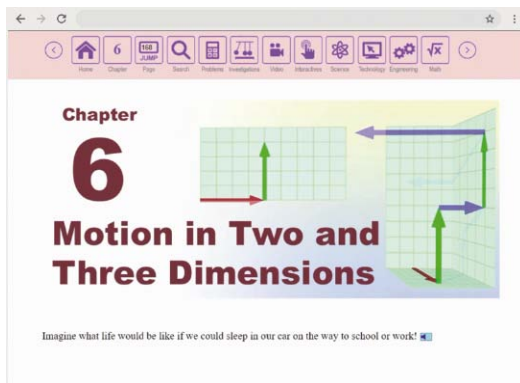 6
160
JUMP
√x
Home
Chapter
Page
Search
Problems
Investigations
Video
Interactives
Science
Technology
Engineering
Math
Chapter
6
Motion in Two and
Three Dimensions
Imagine what life would be like if we could sleep in our car on the way to school or work!